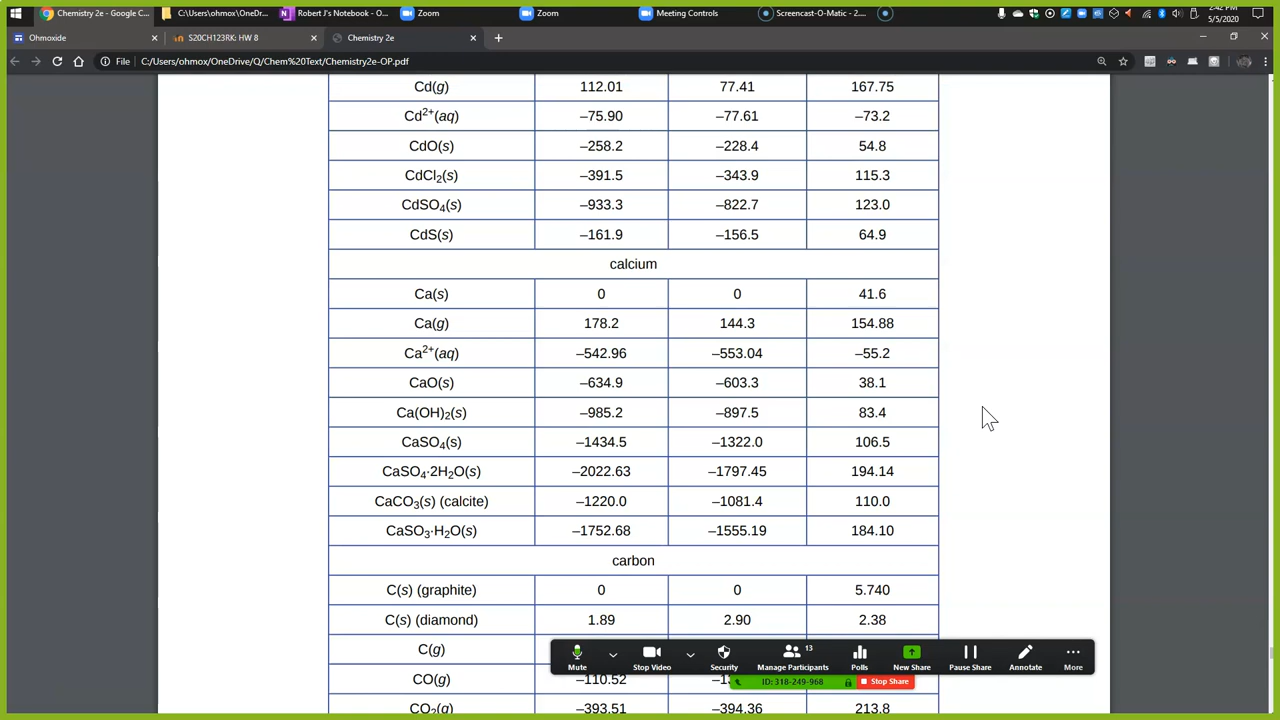 Chemistry 2e - Google C...
C:\Users\ohmox\OneDri...
Robert J's Notebook - O...
Zoom
Zoom
Meeting Controls
Screencast-O-Matic - 2....
2:42 PM
5/5/2020
Ohmoxide
S20CH123RK: HW 8
Chemistry 2e
File
C:/Users/ohmox/OneDrive/Q/Chem%20Text/Chemistry2e-OP.pdf
Cd(g) 112.01 77.41 167.75
Cd²⁺(aq) –75.90 –77.61 –73.2
CdO(s) –258.2 –228.4 54.8
CdCl₂(s) –391.5 –343.9 115.3
CdSO₄(s) –933.3 –822.7 123.0
CdS(s) –161.9 –156.5 64.9
calcium
Ca(s) 0 0 41.6
Ca(g) 178.2 144.3 154.88
Ca²⁺(aq) –542.96 –553.04 –55.2
CaO(s) –634.9 –603.3 38.1
Ca(OH)₂(s) –985.2 –897.5 83.4
CaSO₄(s) –1434.5 –1322.0 106.5
CaSO₄·2H₂O(s) –2022.63 –1797.45 194.14
CaCO₃(s) (calcite) –1220.0 –1081.4 110.0
CaSO₃·H₂O(s) –1752.68 –1555.19 184.10
carbon
C(s) (graphite) 0 0 5.740
C(s) (diamond) 1.89 2.90 2.38
C(g)
13
Mute Stop Video Security Manage Participants Polls New Share Pause Share Annotate More
CO(g) –110.52
ID: 318-249-968 Stop Share
CO₂(g) –393.51 –394.36 213.8